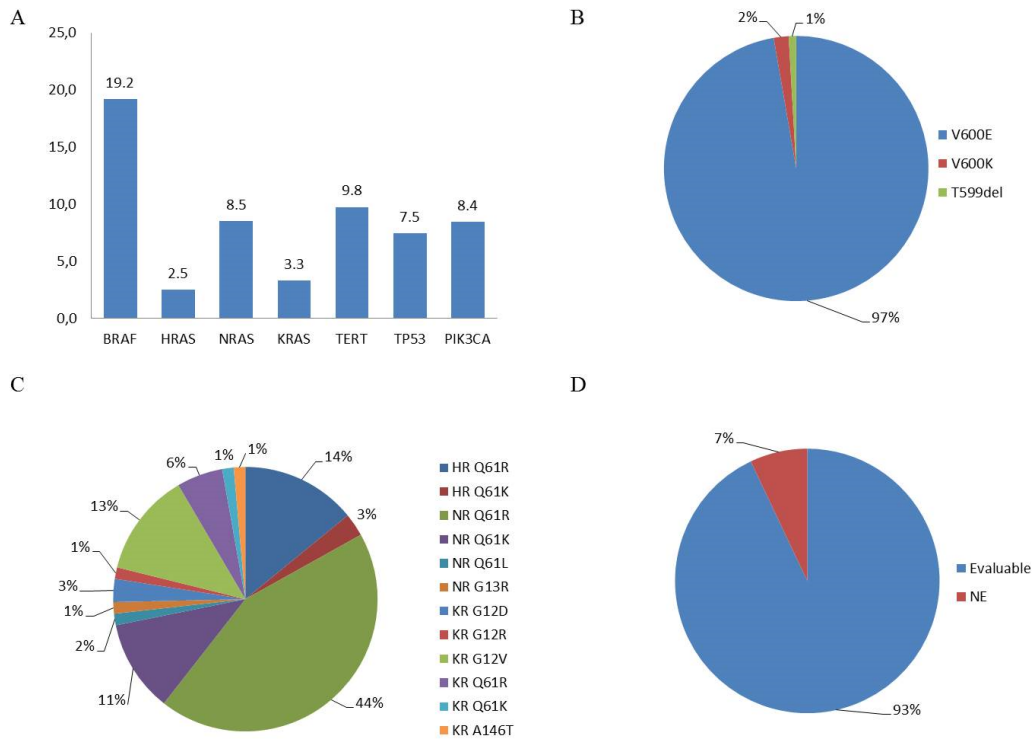 A
25,0
20,0
15,0
10,0
5,0
0,0
19.2
2.5
8.5
3.3
9.8
7.5
8.4
BRAF HRAS NRAS KRAS TERT TP53 PIK3CA
B
2% 1%
97%
V600E
V600K
T599del
C
14%
3%
44%
11%
2%
1%
3%
1%
13%
6%
1%
1%
HR Q61R
HR Q61K
NR Q61R
NR Q61K
NR Q61L
NR G13R
KR G12D
KR G12R
KR G12V
KR Q61R
KR Q61K
KR A146T
D
7%
93%
Evaluable
NE